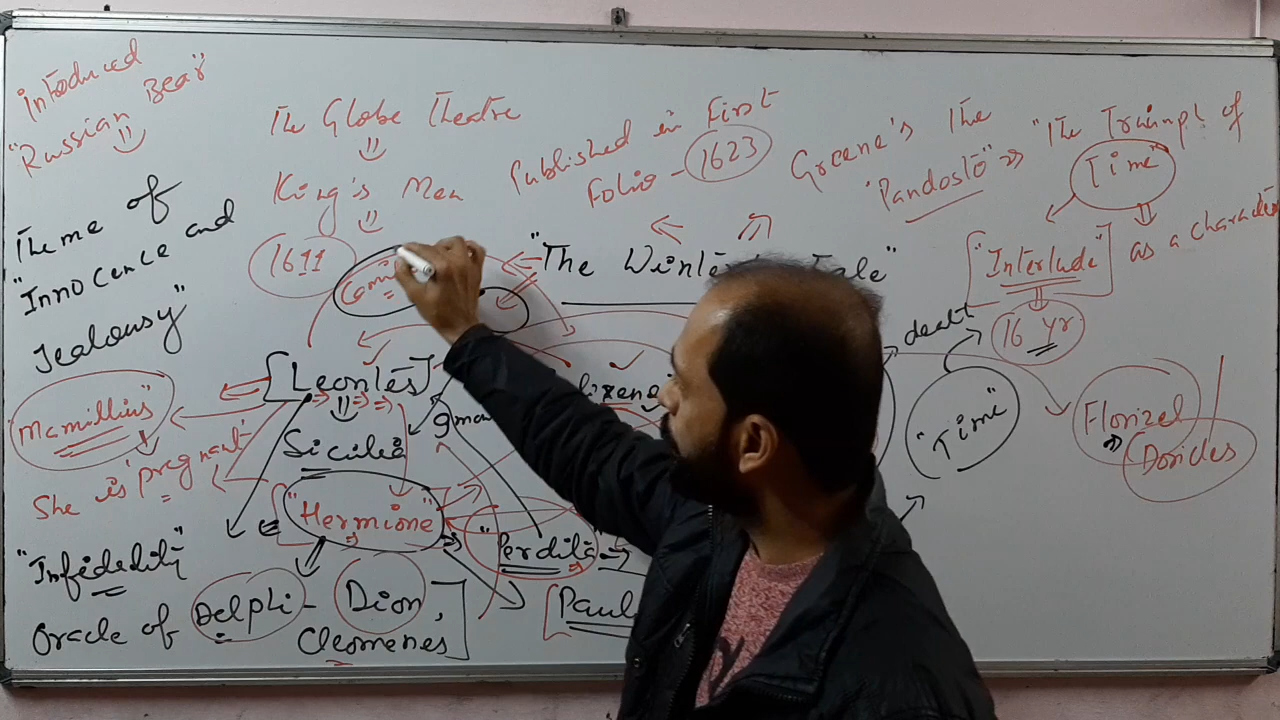 Introduced
"Russian Bear"
The Globe Theatre
King's Men
1611
Published in First
Folio - 1623
Greene's The
"Pandosto"
"The Triumph of
Time"
"Interlude" as a character
16 Yr
Theme of
"Innocence and
Jealousy"
"The Winter's Tale"
death
"Time"
Florizel
Doricles
[Leontes]
Sicilia
"Mamillius"
She is pregnant
"Hermione"
"Perdita"
"Infidelity"
Oracle of Delphi - Dion,
Cleomenes]